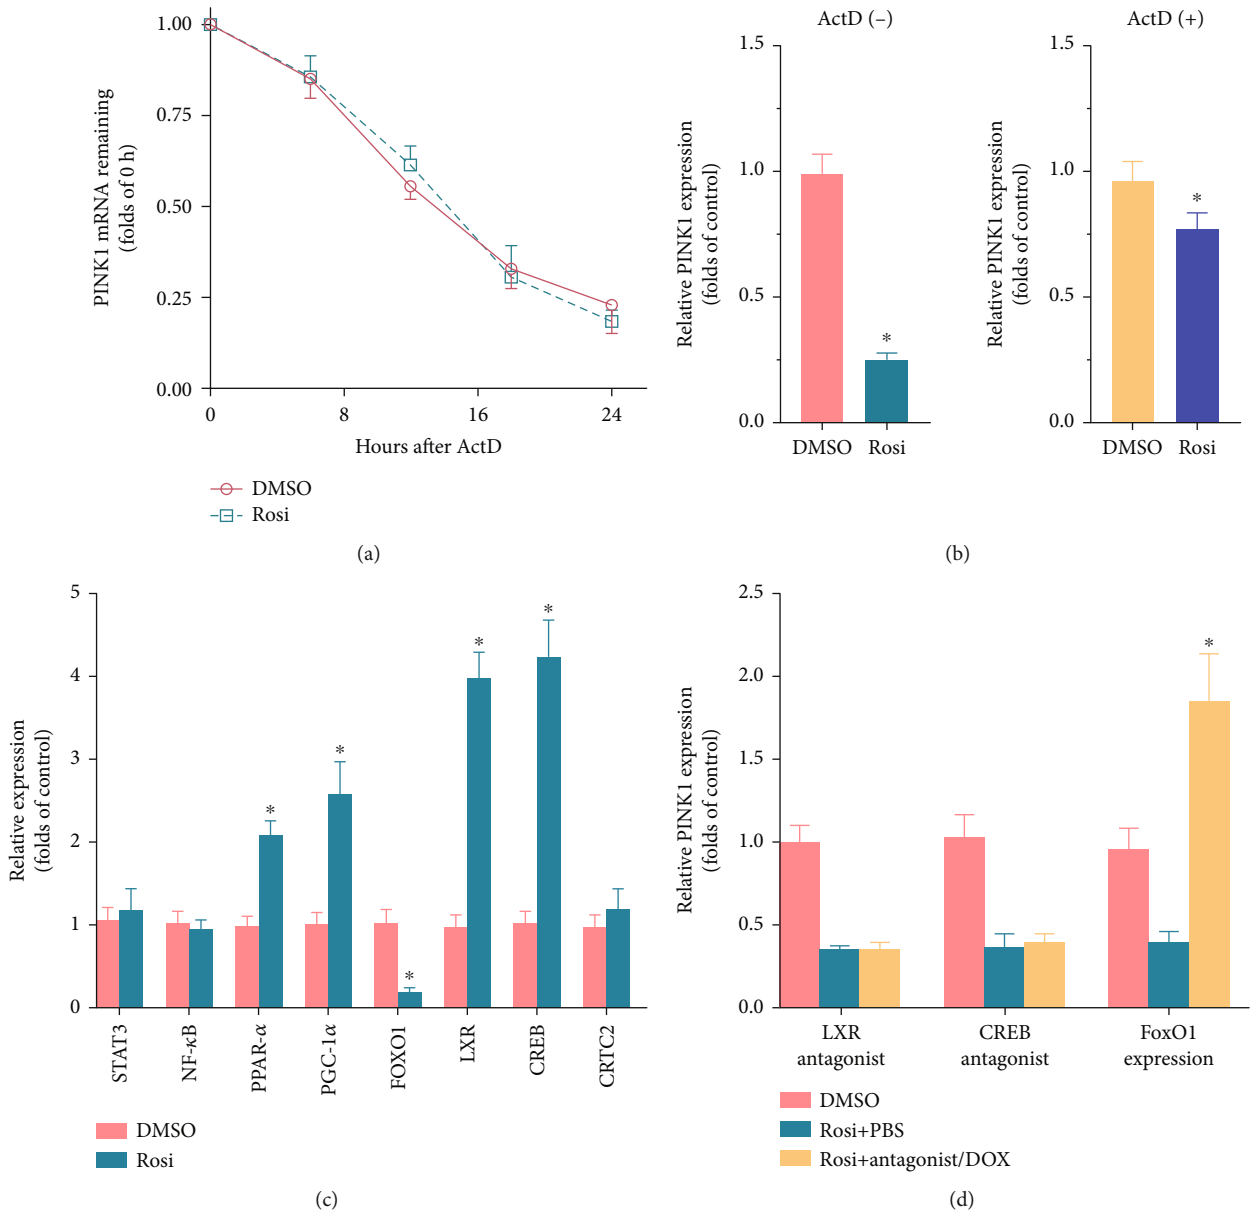 1.00
0.75
0.50
0.25
0.00
PINK1 mRNA remaining
(folds of 0 h)
0
8
16
24
Hours after ActD
DMSO
Rosi
(a)
ActD (–)
1.5
1.0
0.5
0.0
Relative PINK1 expression
(folds of control)
*
DMSO
Rosi
ActD (+)
1.5
1.0
0.5
0.0
Relative PINK1 expression
(folds of control)
*
DMSO
Rosi
(b)
5
4
3
2
1
0
Relative expression
(folds of control)
*
*
*
*
*
STAT3
NF-κB
PPAR-α
PGC-1α
FOXO1
LXR
CREB
CRTC2
DMSO
Rosi
(c)
2.5
2.0
1.5
1.0
0.5
0.0
Relative PINK1 expression
(folds of control)
*
LXR
antagonist
CREB
antagonist
FoxO1
expression
DMSO
Rosi+PBS
Rosi+antagonist/DOX
(d)